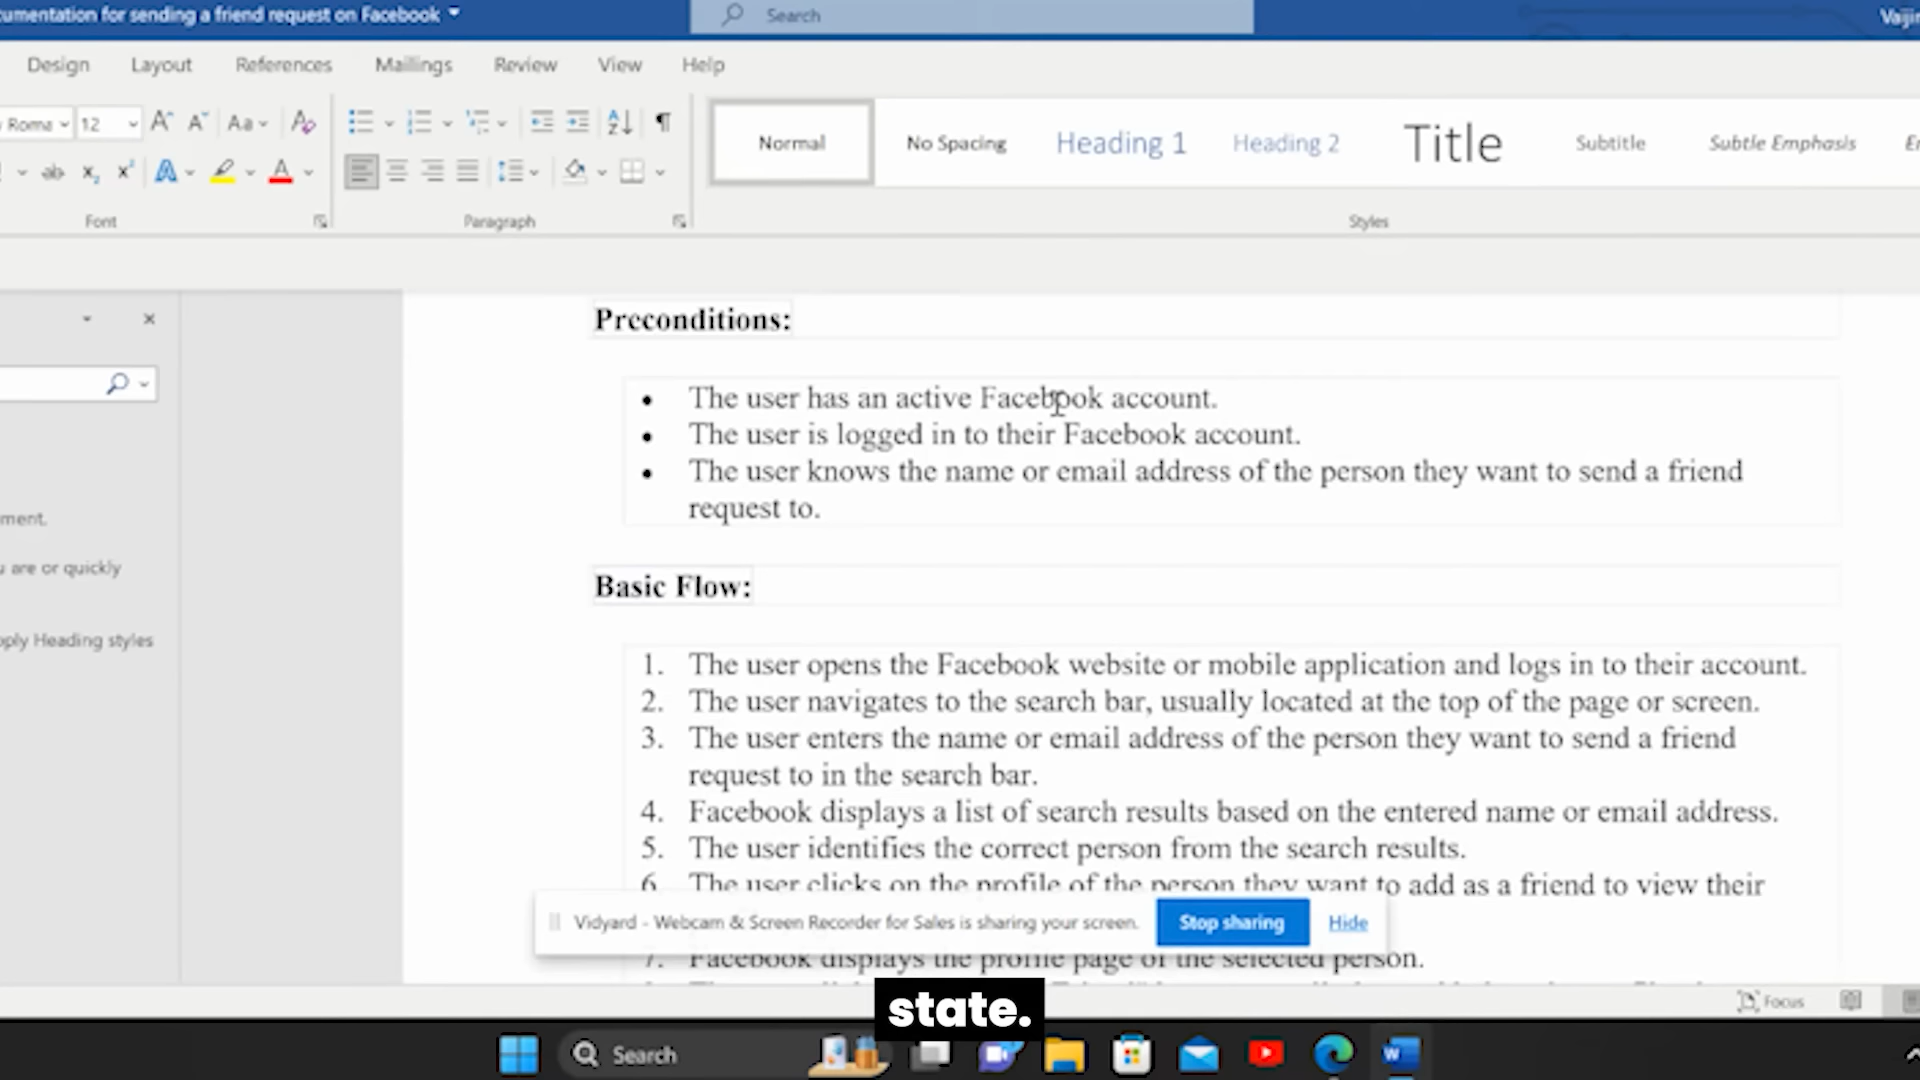 umentation for sending a friend request on Facebook
Search
Vaijin
Design Layout References Mailings Review View Help
Roma 12 Aa
Normal No Spacing Heading 1 Heading 2 Title Subtitle Subtle Emphasis
Font Paragraph Styles
Preconditions:
• The user has an active Facebook account.
• The user is logged in to their Facebook account.
• The user knows the name or email address of the person they want to send a friend
request to.
ment.
u are or quickly
pply Heading styles
Basic Flow:
1. The user opens the Facebook website or mobile application and logs in to their account.
2. The user navigates to the search bar, usually located at the top of the page or screen.
3. The user enters the name or email address of the person they want to send a friend
request to in the search bar.
4. Facebook displays a list of search results based on the entered name or email address.
5. The user identifies the correct person from the search results.
6. The user clicks on the profile of the person they want to add as a friend to view their
Vidyard - Webcam & Screen Recorder for Sales is sharing your screen. Stop sharing Hide
7. Facebook displays the profile page of the selected person.
state.
Focus
Search